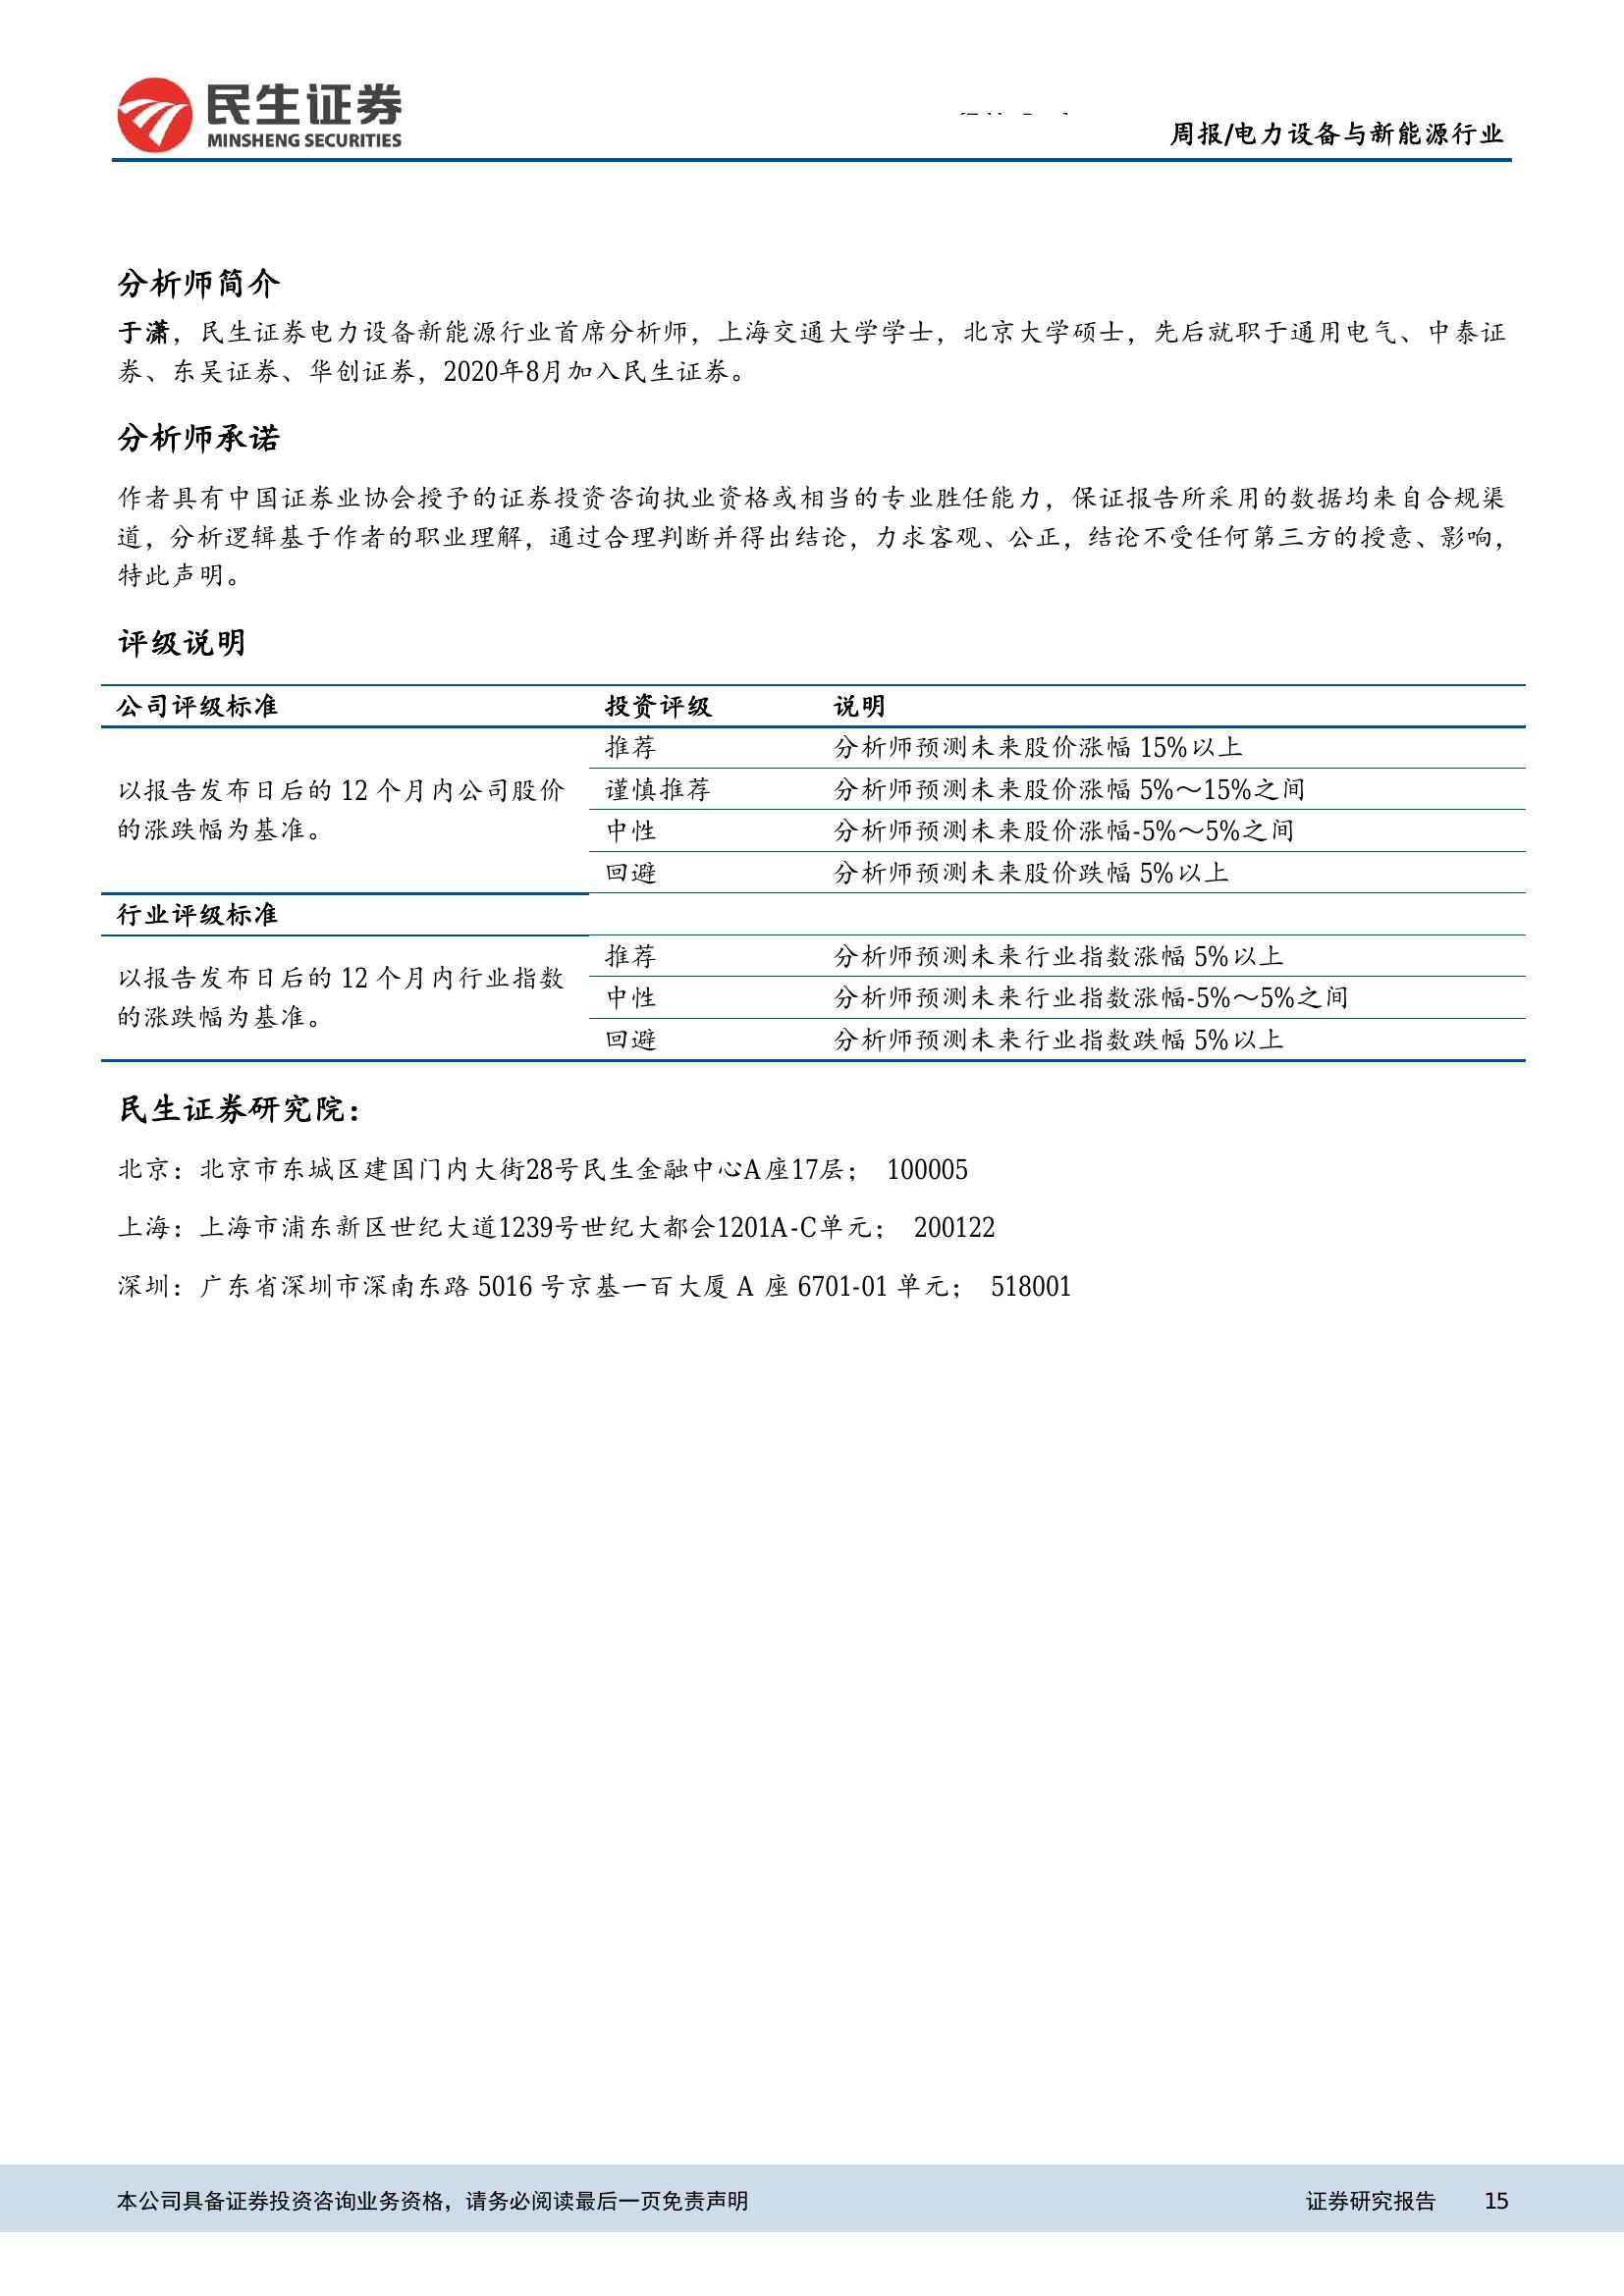 民生证券
MINSHENG SECURITIES
周报/电力设备与新能源行业
分析师简介
于潇，民生证券电力设备新能源行业首席分析师，上海交通大学学士，北京大学硕士，先后就职于通用电气、中泰证
券、东吴证券、华创证券，2020年8月加入民生证券。
分析师承诺
作者具有中国证券业协会授予的证券投资咨询执业资格或相当的专业胜任能力，保证报告所采用的数据均来自合规渠
道，分析逻辑基于作者的职业理解，通过合理判断并得出结论，力求客观、公正，结论不受任何第三方的授意、影响，
特此声明。
评级说明
公司评级标准 投资评级 说明
以报告发布日后的 12 个月内公司股价
的涨跌幅为基准。
推荐 分析师预测未来股价涨幅 15%以上
谨慎推荐 分析师预测未来股价涨幅 5%～15%之间
中性 分析师预测未来股价涨幅-5%～5%之间
回避 分析师预测未来股价跌幅 5%以上
行业评级标准
以报告发布日后的 12 个月内行业指数
的涨跌幅为基准。
推荐 分析师预测未来行业指数涨幅 5%以上
中性 分析师预测未来行业指数涨幅-5%～5%之间
回避 分析师预测未来行业指数跌幅 5%以上
民生证券研究院：
北京：北京市东城区建国门内大街28号民生金融中心A座17层； 100005
上海：上海市浦东新区世纪大道1239号世纪大都会1201A-C单元； 200122
深圳：广东省深圳市深南东路 5016 号京基一百大厦 A 座 6701-01 单元； 518001
本公司具备证券投资咨询业务资格，请务必阅读最后一页免责声明 证券研究报告 15